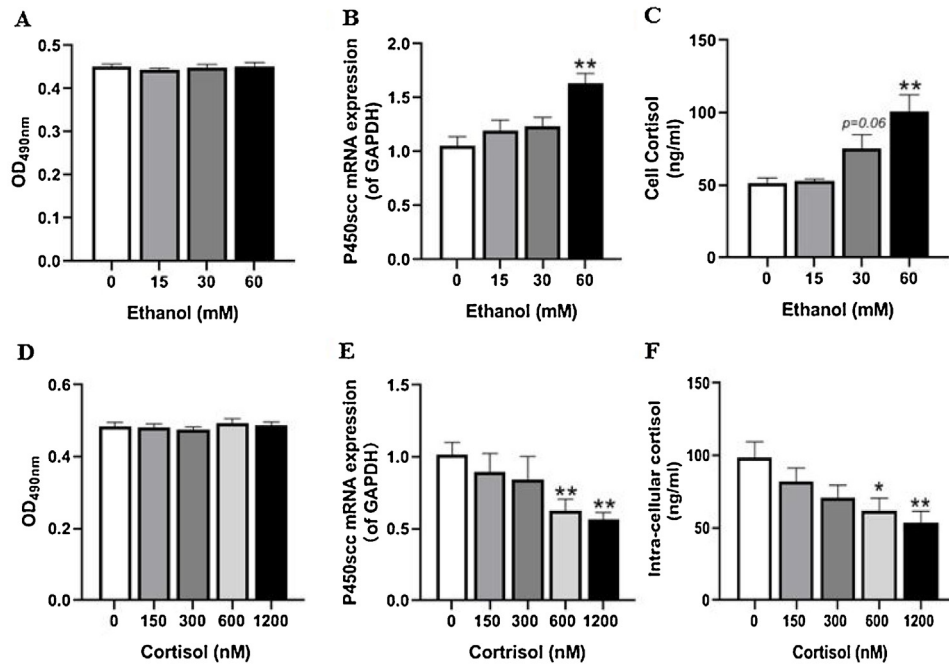 A
OD490nm
0.5
0.4
0.3
0.2
0.1
0.0
0 15 30 60
Ethanol (mM)
B
P450scc mRNA expression
(of GAPDH)
2.0
1.5
1.0
0.5
0.0
**
0 15 30 60
Ethanol (mM)
C
Cell Cortisol
(ng/ml)
150
100
50
0
p=0.06
**
0 15 30 60
Ethanol (mM)
D
OD490nm
0.6
0.4
0.2
0.0
0 150 300 600 1200
Cortisol (nM)
E
P450scc mRNA expression
( of GAPDH)
1.5
1.0
0.5
0.0
**
**
0 150 300 600 1200
Cortrisol (nM)
F
Intra-cellular cortisol
(ng/ml)
150
100
50
0
*
**
0 150 300 600 1200
Cortisol (nM)